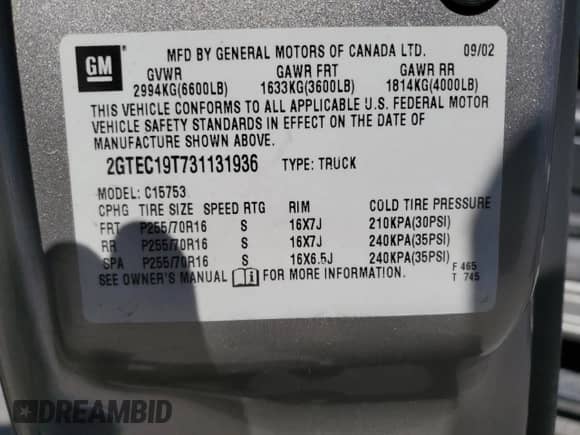 GM
MFD BY GENERAL MOTORS OF CANADA LTD. 09/02
GVWR GAWR FRT GAWR RR
2994KG(6600LB) 1633KG(3600LB) 1814KG(4000LB)
THIS VEHICLE CONFORMS TO ALL APPLICABLE U.S. FEDERAL MOTOR
VEHICLE SAFETY STANDARDS IN EFFECT ON THE DATE OF
MANUFACTURE SHOWN ABOVE.
2GTEC19T731131936 TYPE: TRUCK
MODEL: C15753
CPHG TIRE SIZE SPEED RTG RIM COLD TIRE PRESSURE
FRT P255/70R16 S 16X7J 210KPA(30PSI)
RR P255/70R16 S 16X7J 240KPA(35PSI)
SPA P255/70R16 S 16X6.5J 240KPA(35PSI)
SEE OWNER'S MANUAL i FOR MORE INFORMATION.
F 465
T 745
DREAMBID